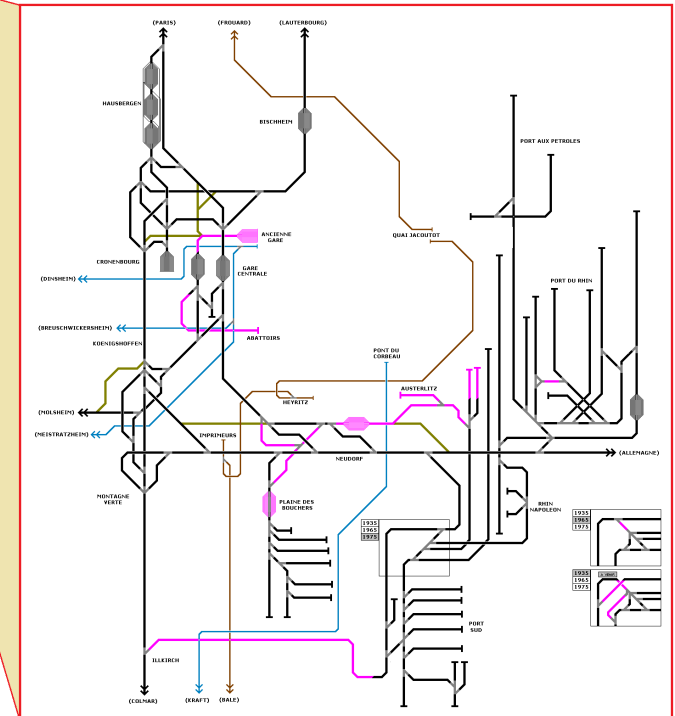 (PARIS)
(FROUARD)
(LAUTERBOURG)
HAUSBERGEN
BISCHHEIM
PORT AUX PETROLES
ANCIENNE
GARE
QUAI JACOUTOT
CRONENBOURG
GARE
CENTRALE
(DINSHEIM)
PORT DU RHIN
(BREUSCHWICKERSHEIM)
ABATTOIRS
KOENIGSHOFFEN
PONT DU
CORBEAU
AUSTERLITZ
HEYRITZ
(MOLSHEIM)
(MEISTRATZHEIM)
IMPRIMEURS
NEUDORF
(ALLEMAGNE)
MONTAGNE
VERTE
PLAINE DES
BOUCHERS
RHIN
NAPOLEON
1935
1965
1975
1935
1965
1975
1935
1965
1975
PORT
SUD
ILLKIRCH
(COLMAR)
(KRAFT)
(BALE)